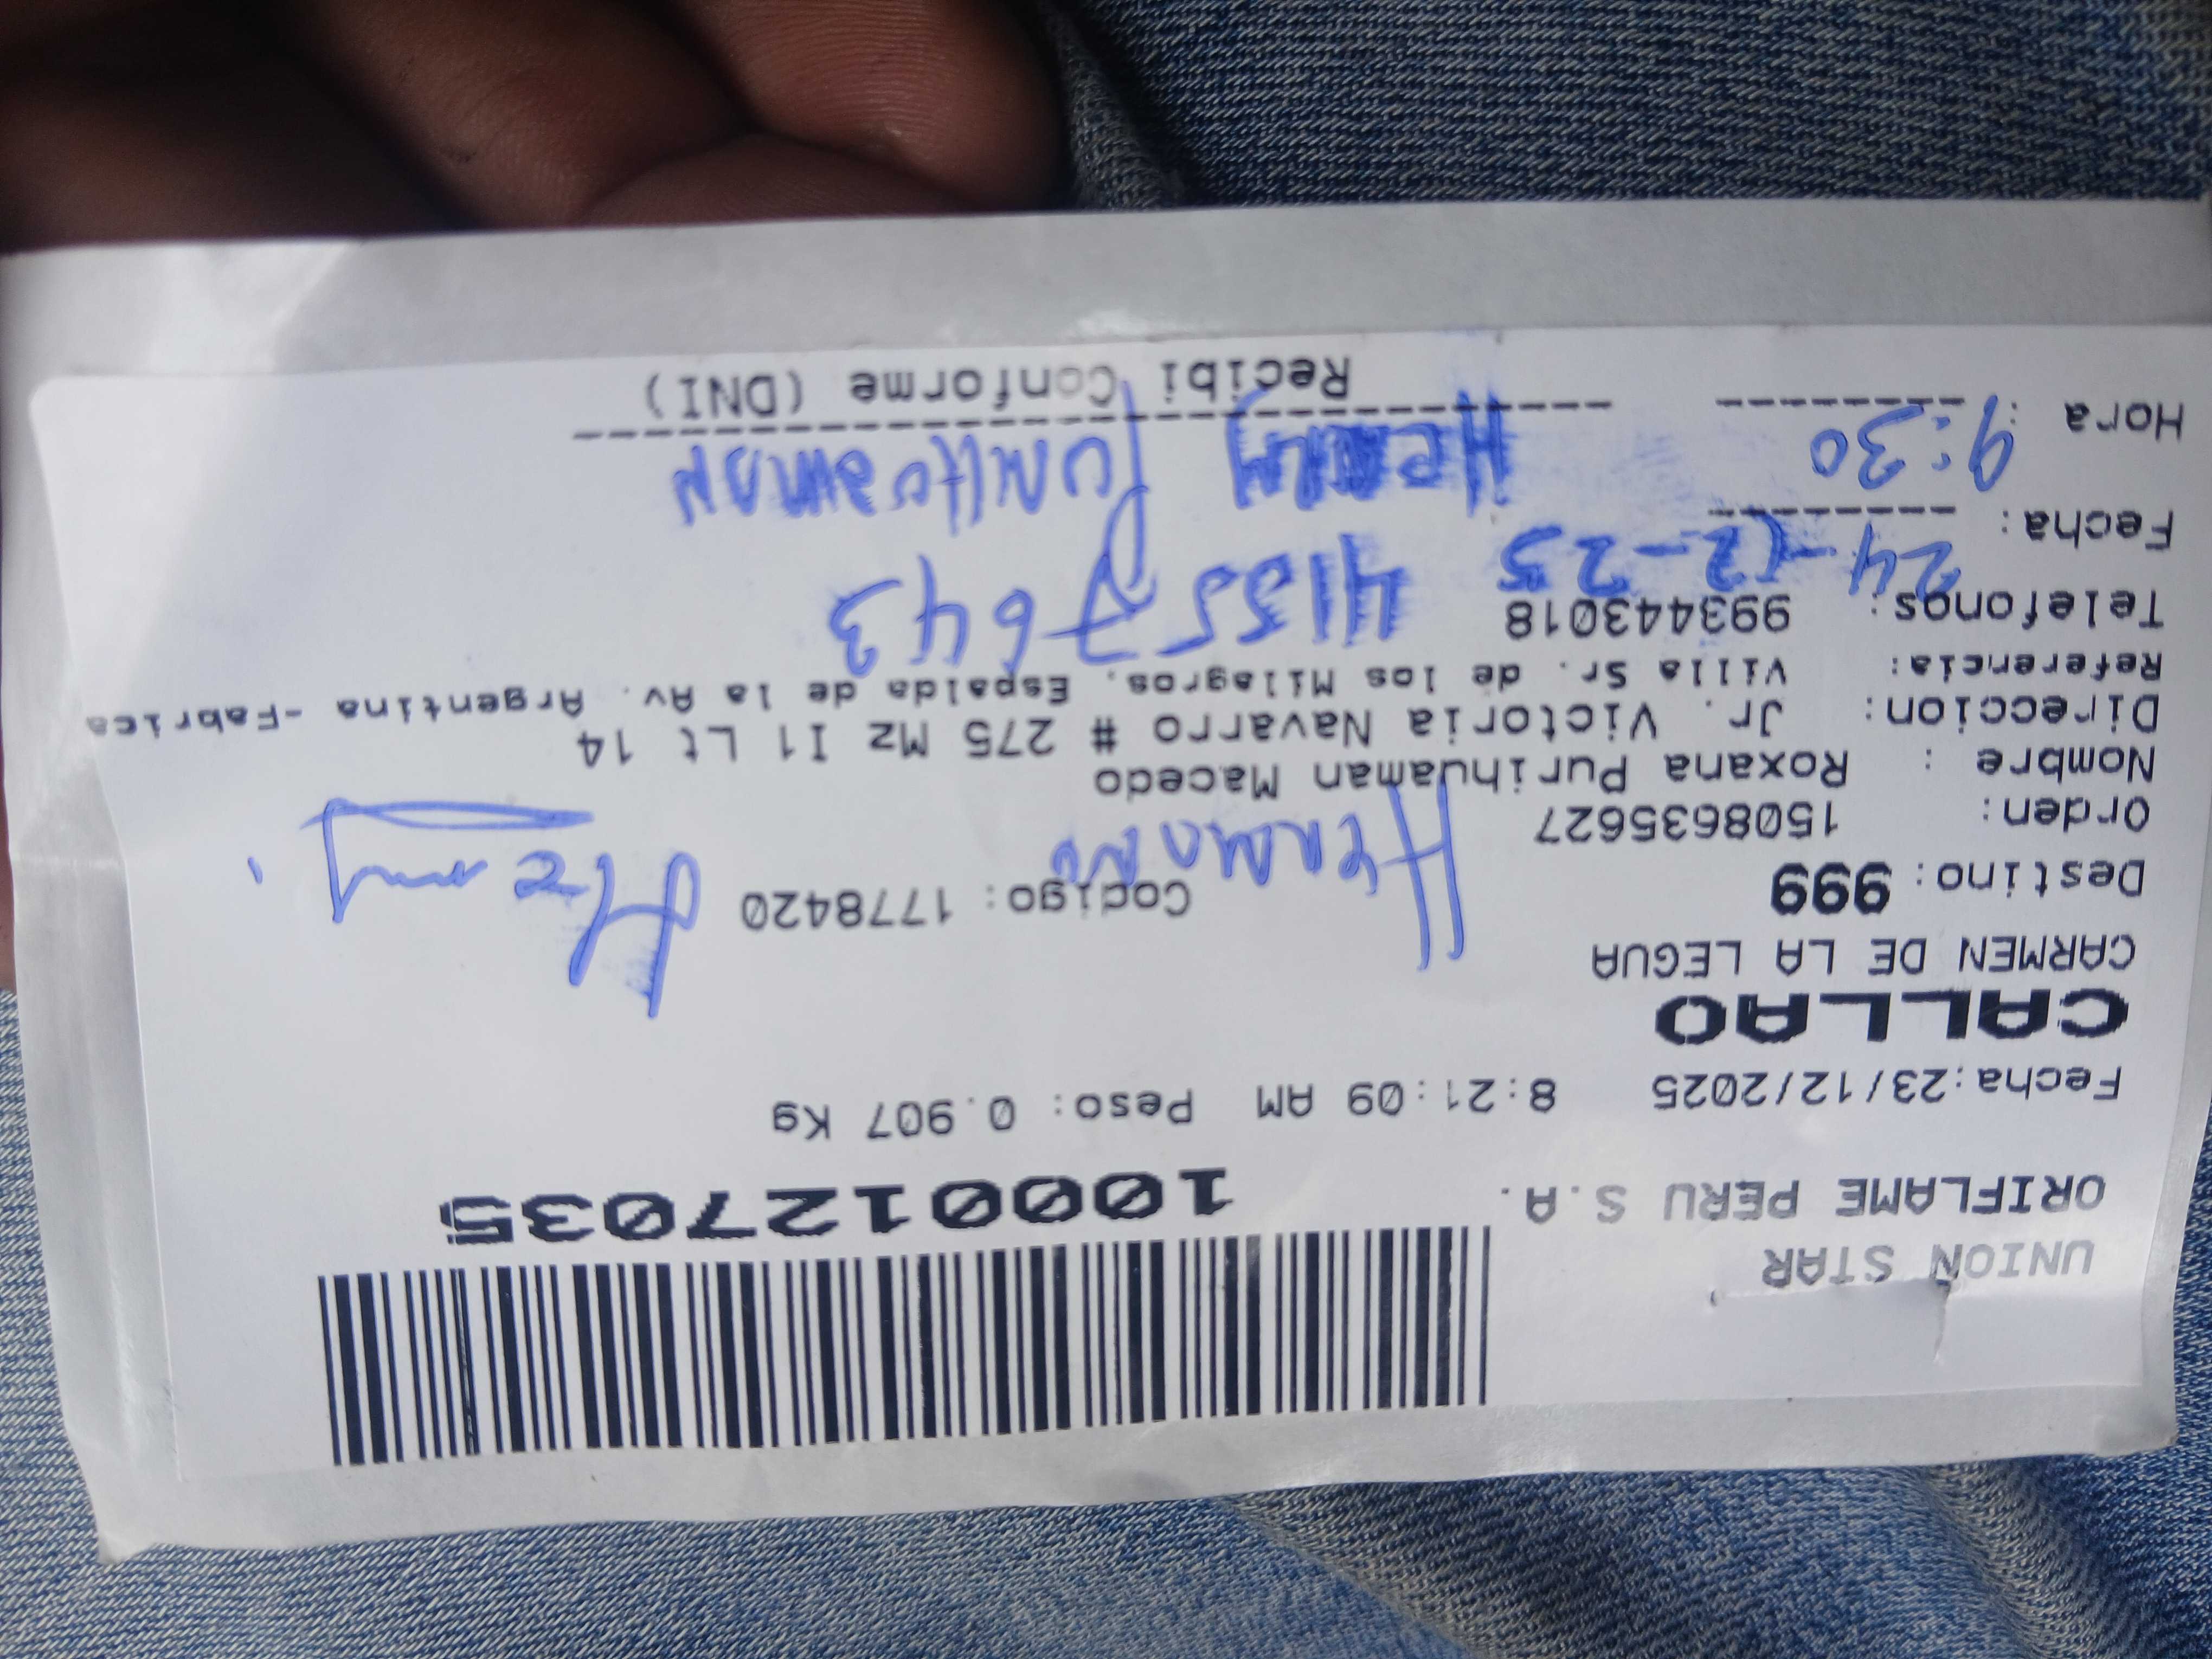 1000127035
UNION STAR
ORIFLAME PERU S.A.
Fecha:23/12/2025 8:21:09 AM Peso: 0.907 Kg
CALLAO
CARMEN DE LA LEGUA
Destino: 999 Codigo: 1778420
Henry
Hermano
Orden: 1508635627
Nombre : Roxana Purihuaman Macedo
Direccion: Jr. Victoria Navarro # 275 Mz I1 Lt 14
Referencia: Villa Sr. de los Milagros. Espalda de la Av. Argentina -Fabrica
Telefonos: 993443018
41557643
Fecha: 24-12-25
Henry
Hora : 9:30
Recibi Conforme (DNI)